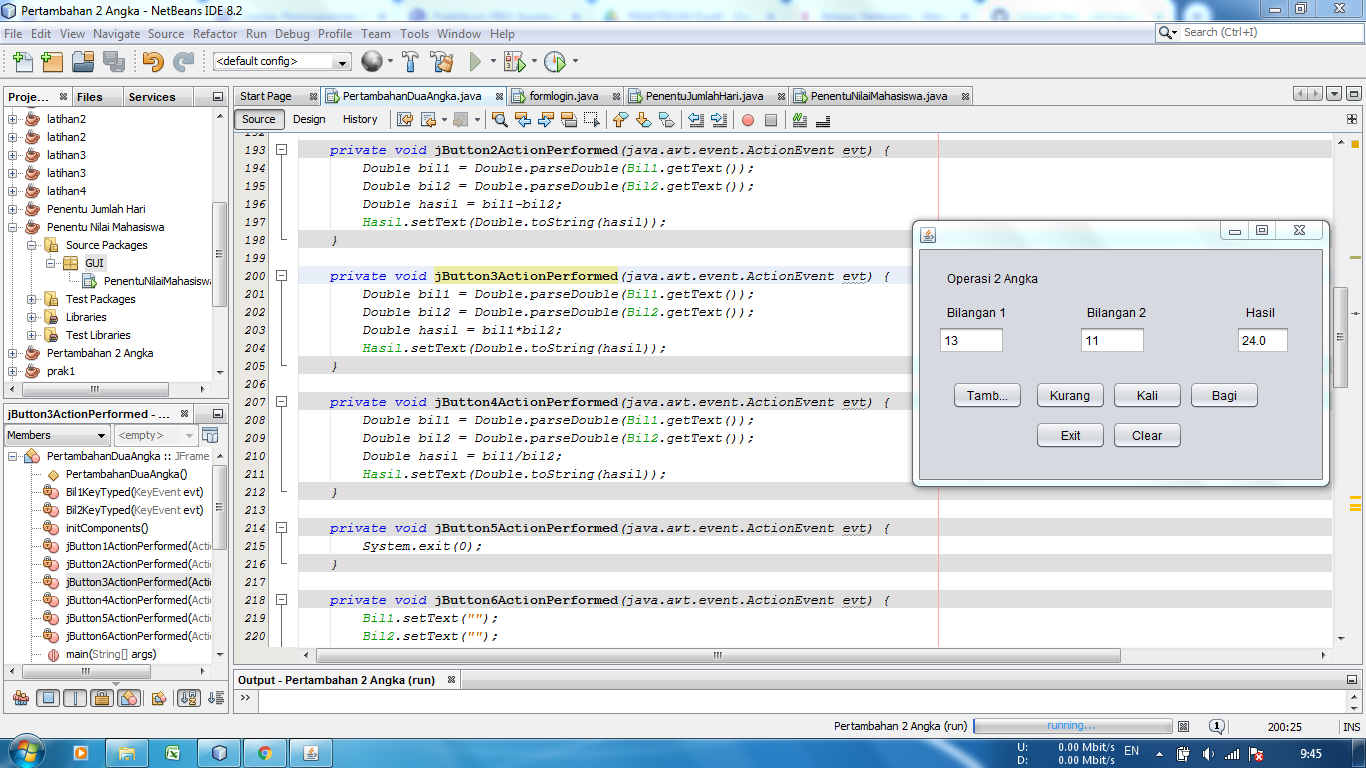 Pertambahan 2 Angka - NetBeans IDE 8.2
File Edit View Navigate Source Refactor Run Debug Profile Team Tools Window Help
Search (Ctrl+I)
<default config>
Proje... Files Services
latihan2
latihan2
latihan3
latihan3
latihan4
Penentu Jumlah Hari
Penentu Nilai Mahasiswa
Source Packages
GUI
PenentuNilaiMahasiswa
Test Packages
Libraries
Test Libraries
Pertambahan 2 Angka
prak1
jButton3ActionPerformed - ...
Members <empty>
PertambahanDuaAngka :: JFrame
PertambahanDuaAngka()
Bil1KeyTyped(KeyEvent evt)
Bil2KeyTyped(KeyEvent evt)
initComponents()
jButton1ActionPerformed(Acti
jButton2ActionPerformed(Acti
jButton3ActionPerformed(Acti
jButton4ActionPerformed(Acti
jButton5ActionPerformed(Acti
jButton6ActionPerformed(Acti
main(String[] args)
Start Page PertambahanDuaAngka.java formlogin.java PenentuJumlahHari.java PenentuNilaiMahasiswa.java
Source Design History
192
193 private void jButton2ActionPerformed(java.awt.event.ActionEvent evt) {
194 Double bil1 = Double.parseDouble(Bil1.getText());
195 Double bil2 = Double.parseDouble(Bil2.getText());
196 Double hasil = bil1-bil2;
197 Hasil.setText(Double.toString(hasil));
198 }
199
200 private void jButton3ActionPerformed(java.awt.event.ActionEvent evt) {
201 Double bil1 = Double.parseDouble(Bil1.getText());
202 Double bil2 = Double.parseDouble(Bil2.getText());
203 Double hasil = bil1*bil2;
204 Hasil.setText(Double.toString(hasil));
205 }
206
207 private void jButton4ActionPerformed(java.awt.event.ActionEvent evt) {
208 Double bil1 = Double.parseDouble(Bil1.getText());
209 Double bil2 = Double.parseDouble(Bil2.getText());
210 Double hasil = bil1/bil2;
211 Hasil.setText(Double.toString(hasil));
212 }
213
214 private void jButton5ActionPerformed(java.awt.event.ActionEvent evt) {
215 System.exit(0);
216 }
217
218 private void jButton6ActionPerformed(java.awt.event.ActionEvent evt) {
219 Bil1.setText("");
220 Bil2.setText("");
Operasi 2 Angka
Bilangan 1 Bilangan 2 Hasil
13 11 24.0
Tamb... Kurang Kali Bagi
Exit Clear
Output - Pertambahan 2 Angka (run)
>>
Pertambahan 2 Angka (run) running... 1 200:25 INS
U: 0.00 Mbit/s
D: 0.00 Mbit/s
EN
9:45